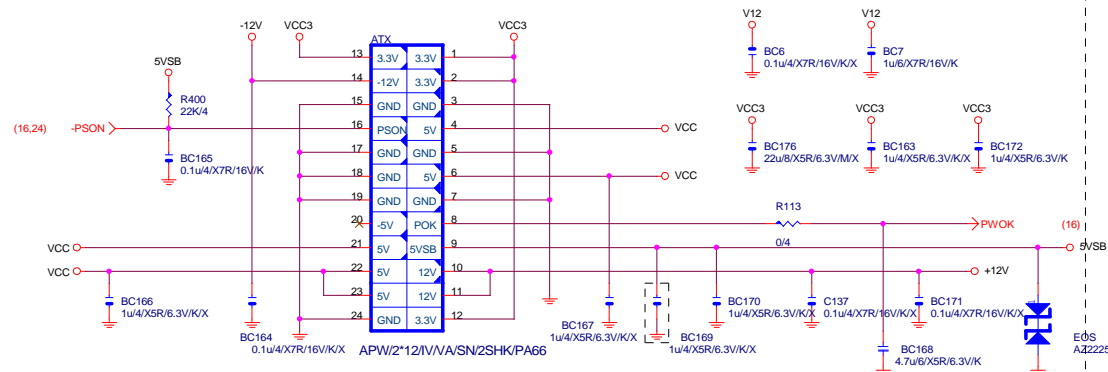 -12V VCC3 VCC3 V12 V12
ATX
BC6
0.1u/4/X7R/16V/K/X
BC7
1u/6/X7R/16V/K
5VSB
R400
22K/4
(16,24) -PSON
BC165
0.1u/4/X7R/16V/K
13 3.3V 3.3V 1
14 -12V 3.3V 2
15 GND GND 3
16 PSON 5V 4 VCC
17 GND GND 5
18 GND 5V 6 VCC
19 GND GND 7
20 -5V POK 8
VCC 21 5V 5VSB 9 5VSB
VCC 22 5V 12V 10 +12V
23 5V 12V 11
24 GND 3.3V 12
VCC3 VCC3 VCC3
BC176
22u/8/X5R/6.3V/M/X
BC163
1u/4/X5R/6.3V/K/X
BC172
1u/4/X5R/6.3V/K
R113
0/4
PWOK (16)
BC166
1u/4/X5R/6.3V/K/X
BC164
0.1u/4/X7R/16V/K/X
APW/2*12/IV/VA/SN/2SHK/PA66
BC167
1u/4/X5R/6.3V/K/X
BC169
1u/4/X5R/6.3V/K/X
BC170
1u/4/X5R/6.3V/K/X
C137
0.1u/4/X7R/16V/K/X
BC171
0.1u/4/X7R/16V/K/X
BC168
4.7u/6/X5R/6.3V/K
EOS
AZ2225